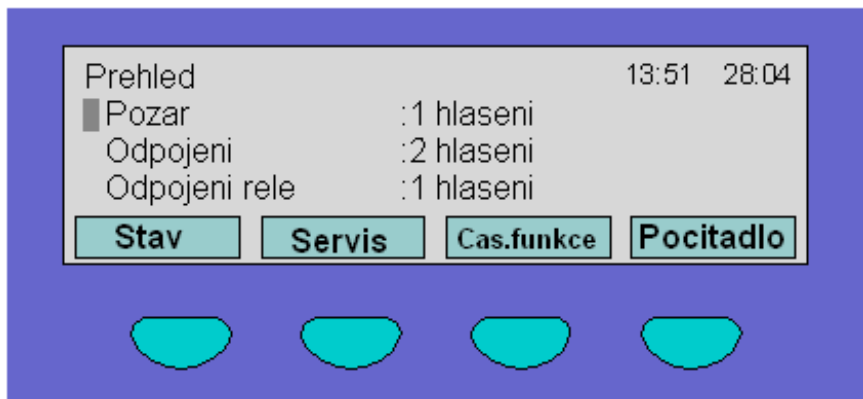 Prehled 13:51 28:04
Pozar :1 hlaseni
Odpojeni :2 hlaseni
Odpojeni rele :1 hlaseni
Stav Servis Cas.funkce Pocitadlo